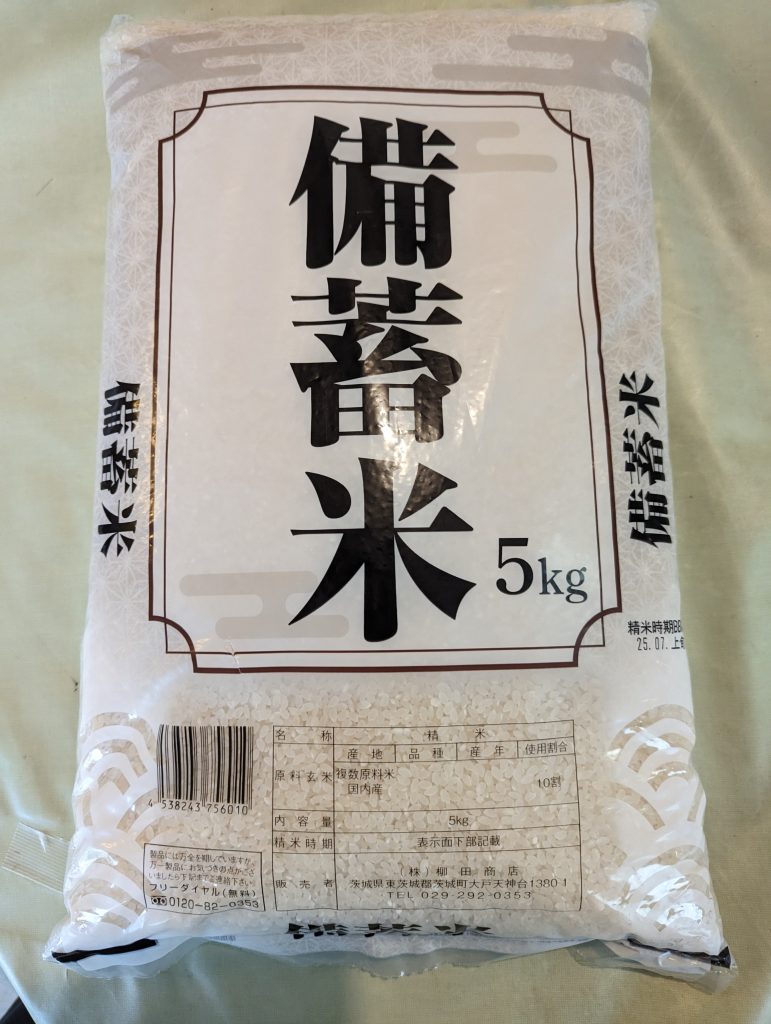 備蓄米
5kg
備蓄米
備蓄米
精米時期
25.07.上
4 538243 756010
名称 精米
産地 品種 産年 使用割合
原料玄米 複数原料米
国内産 10割
内容量 5kg
精米時期 表示面下部記載
販売者 (株)柳田商店
茨城県東茨城郡茨城町大戸天神台1380 1
TEL 029-292-0353
製品には万全を期していますが、
万一製品にお気づきの点がござ
いましたら下記までご連絡下さい
フリーダイヤル(無料)
0120-82-0353
備蓄米